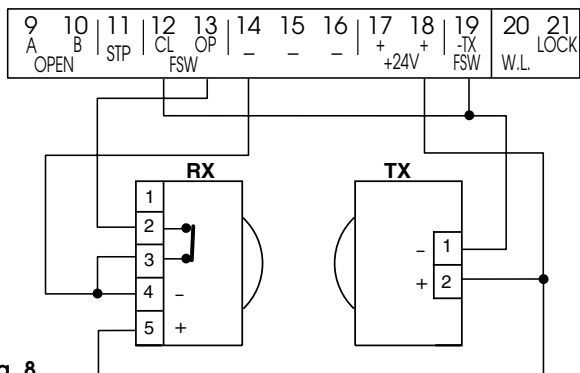 9 10 11 12 13 14 15 16 17 18 19 20 21
A B STP CL OP – – – + + -TX LOCK
OPEN FSW +24V FSW W.L.
RX TX
1
2
3
4 –
5 +
– 1
+ 2
g. 8